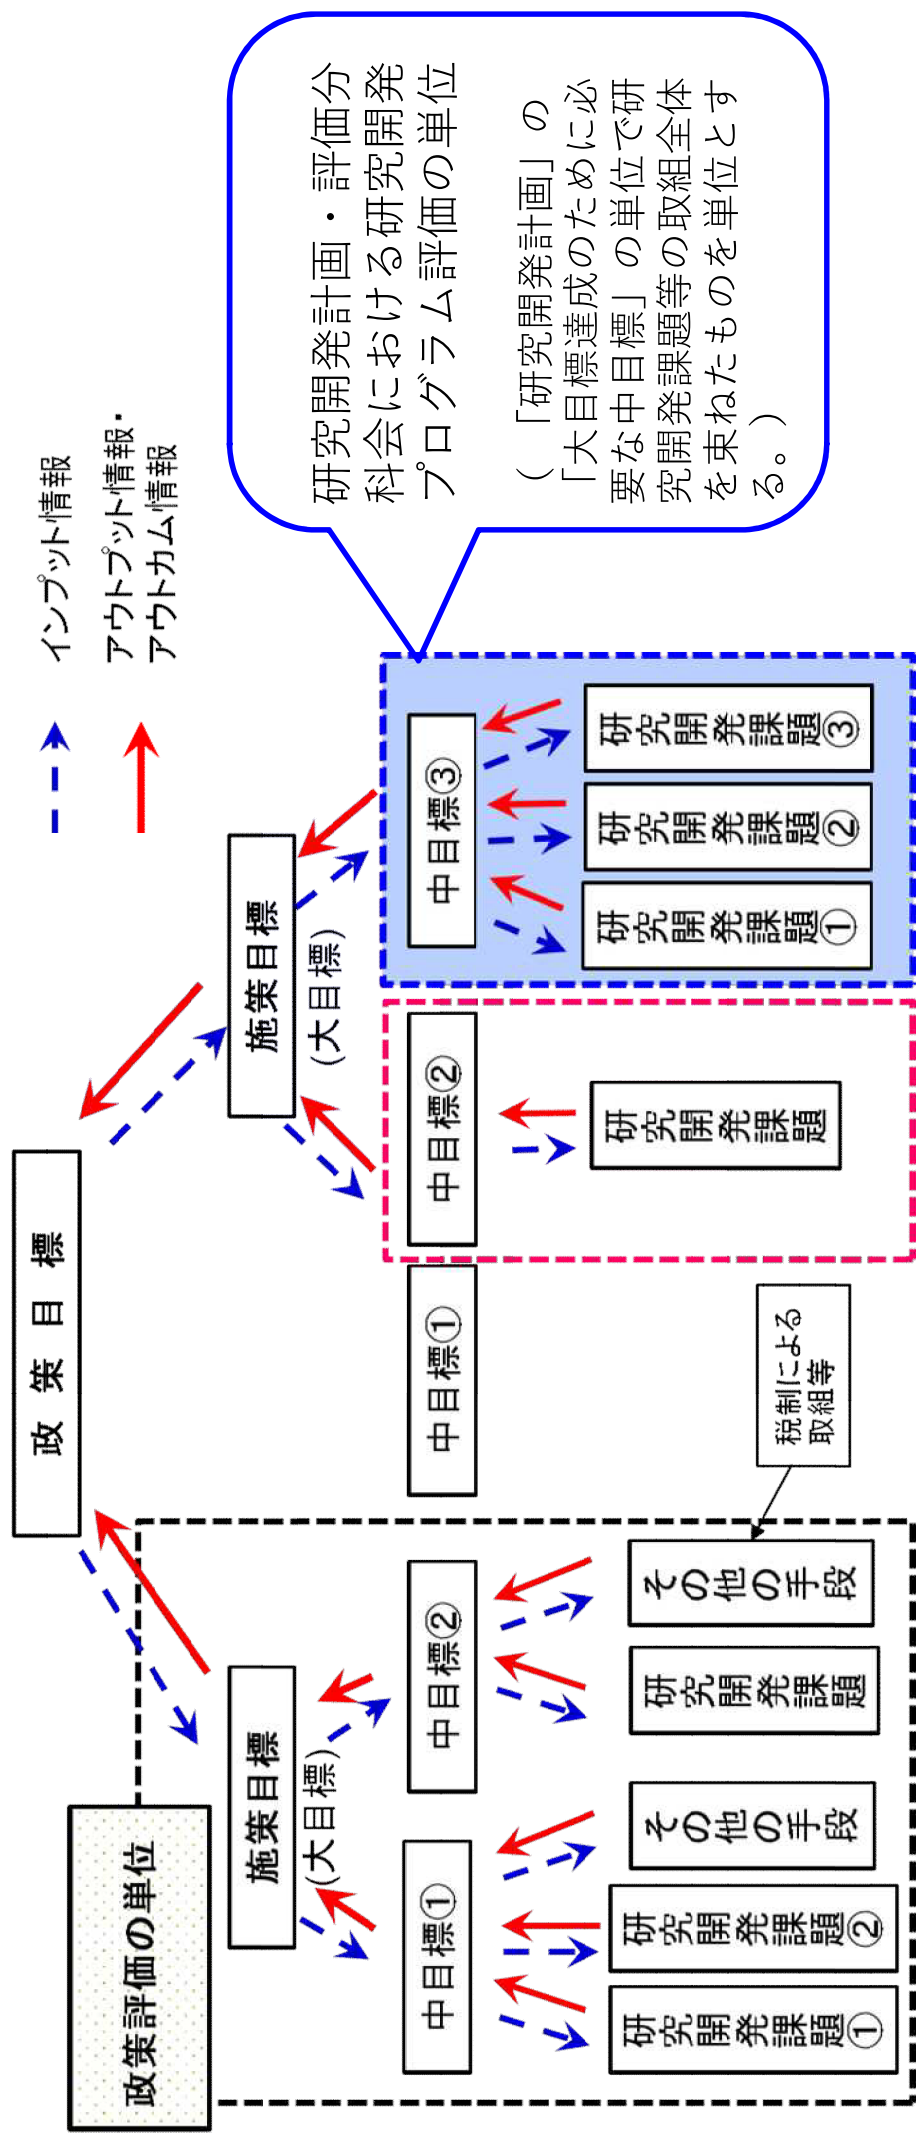 政策評価の単位
政 策 目 標
インプット情報
アウトプット情報・
アウトカム情報
施策目標
(大目標)
施策目標
(大目標)
中目標①
中目標②
中目標①
中目標②
中目標③
研究開発課題①
研究開発課題②
その他の手段
研究開発課題
その他の手段
税制による
取組等
研究開発課題
研究開発課題①
研究開発課題②
研究開発課題③
研究開発計画・評価分
科会における研究開発
プログラム評価の単位
(「研究開発計画」の
「大目標達成のために必
要な中目標」の単位で研
究開発課題等の取組全体
を束ねたものを単位とす
る。)